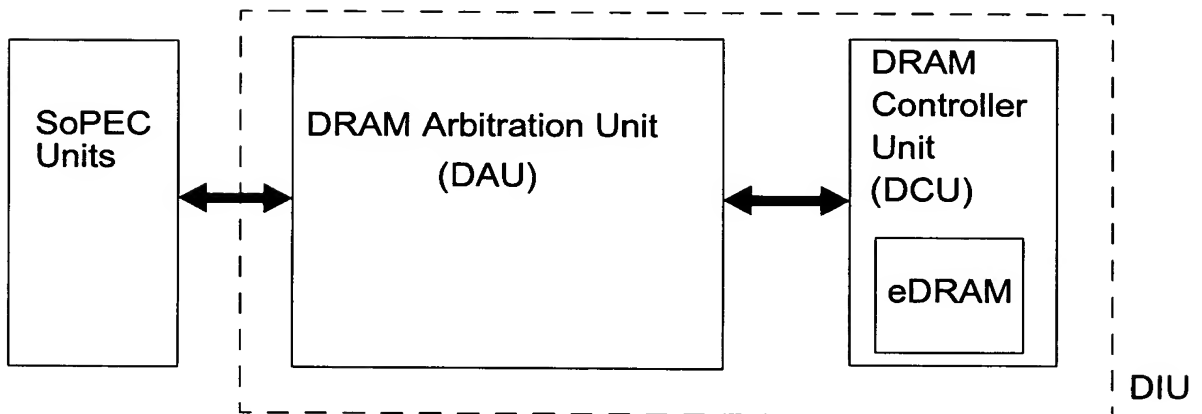 SoPEC
Units
DRAM Arbitration Unit
(DAU)
DRAM
Controller
Unit
(DCU)
eDRAM
DIU